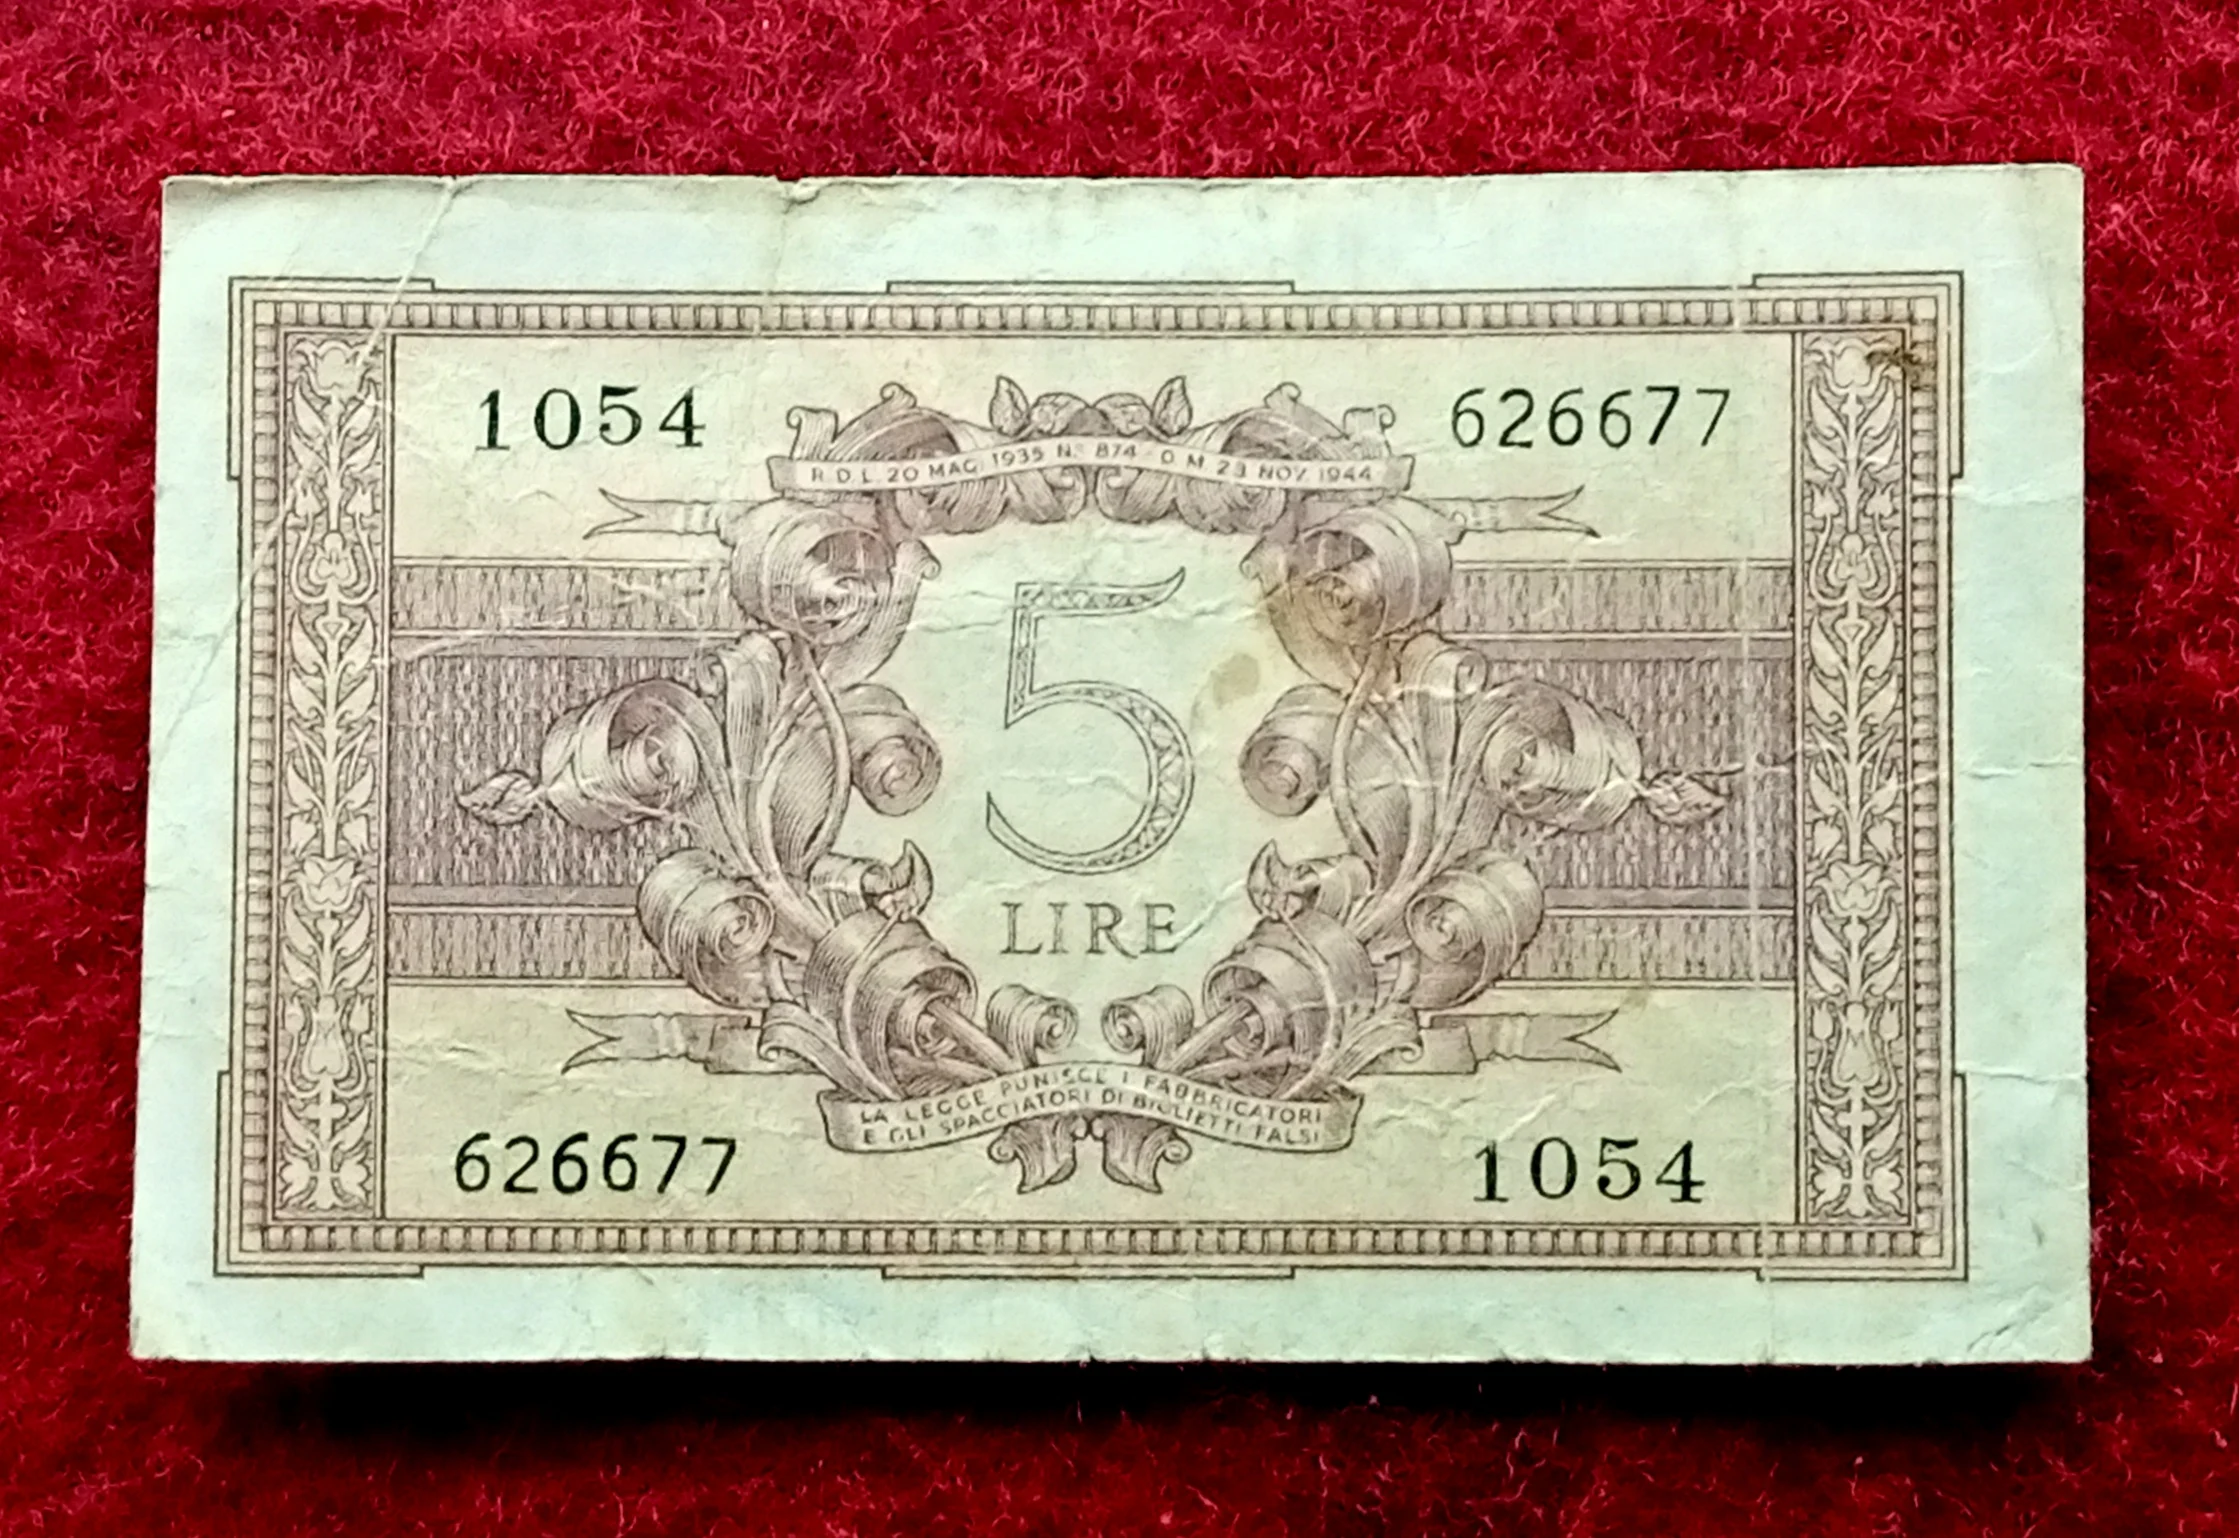 1054
626677
R.D.L. 20 MAG. 1935 N.º 874 - D.M. 23 NOV. 1944
5
LIRE
LA LEGGE PUNISCE I FABBRICATORI
E GLI SPACCIATORI DI BIGLIETTI FALSI
626677
1054